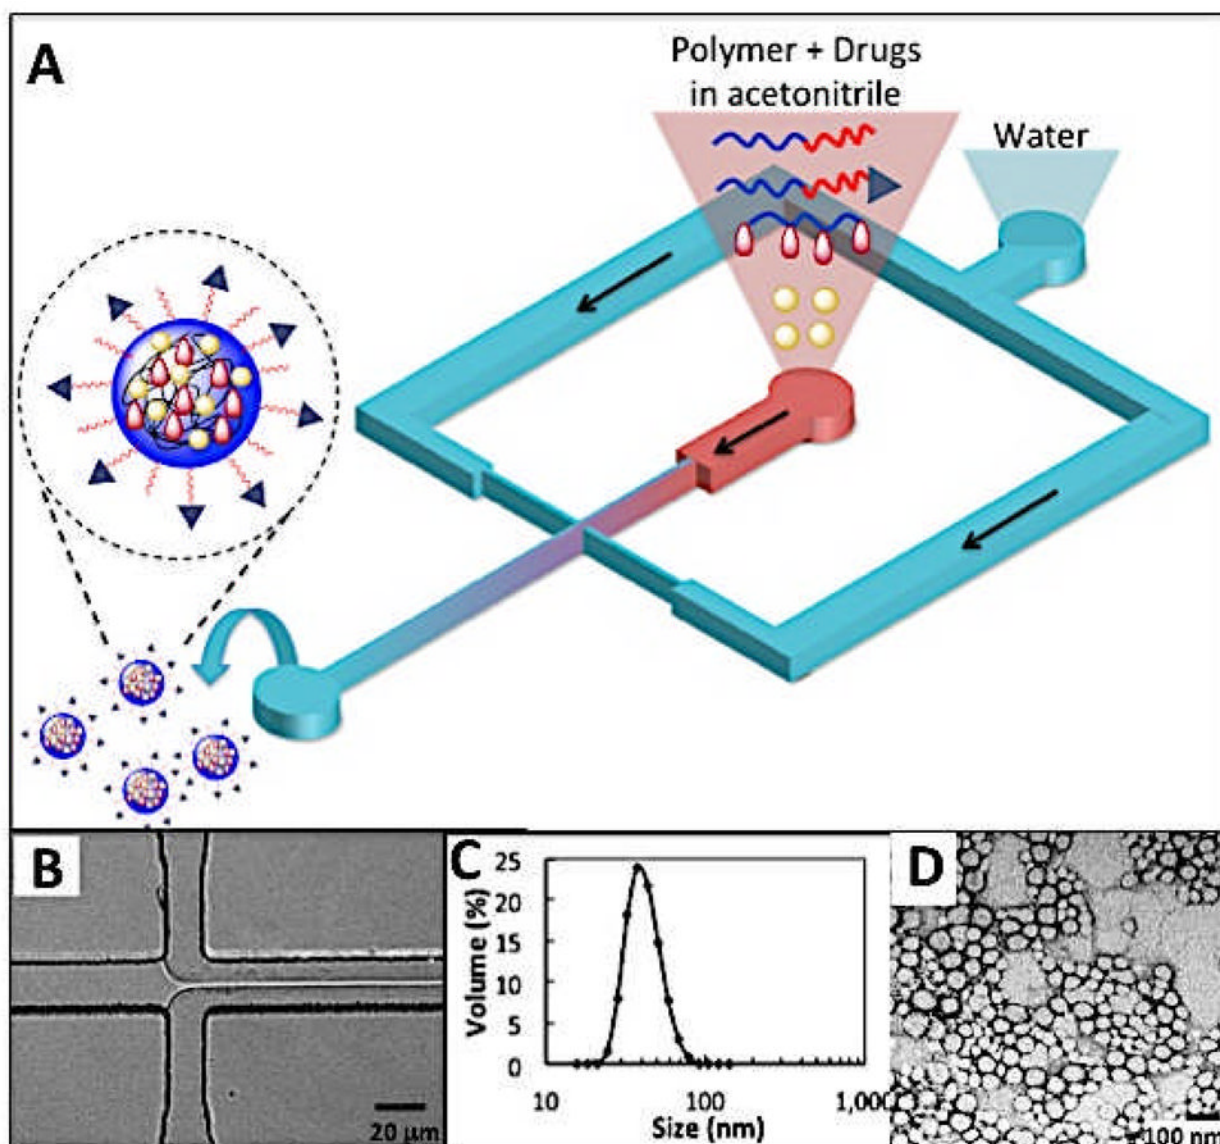 A
Polymer + Drugs
in acetonitrile
Water
B
20 µm
C
Volume (%)
25
20
15
10
5
0
10
100
1,000
Size (nm)
D
100 nm